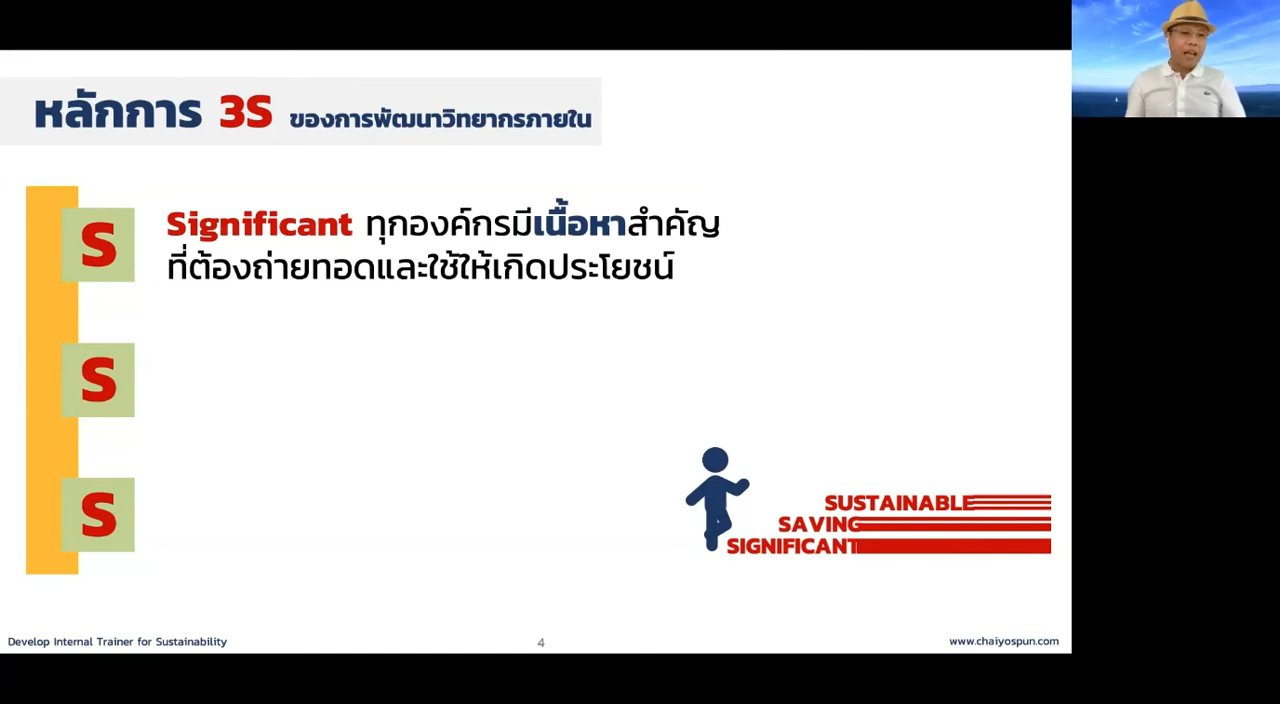 หลักการ 3S ของการพัฒนาวิทยากรภายใน
S
Significant ทุกองค์กรมีเนื้อหาสำคัญ
ที่ต้องถ่ายทอดและใช้ให้เกิดประโยชน์
S
S
SUSTAINABLE
SAVING
SIGNIFICANT
Develop Internal Trainer for Sustainability
4
www.chaiyospun.com